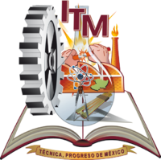 ITM
TÉCNICA, PROGRESO DE MÉXICO